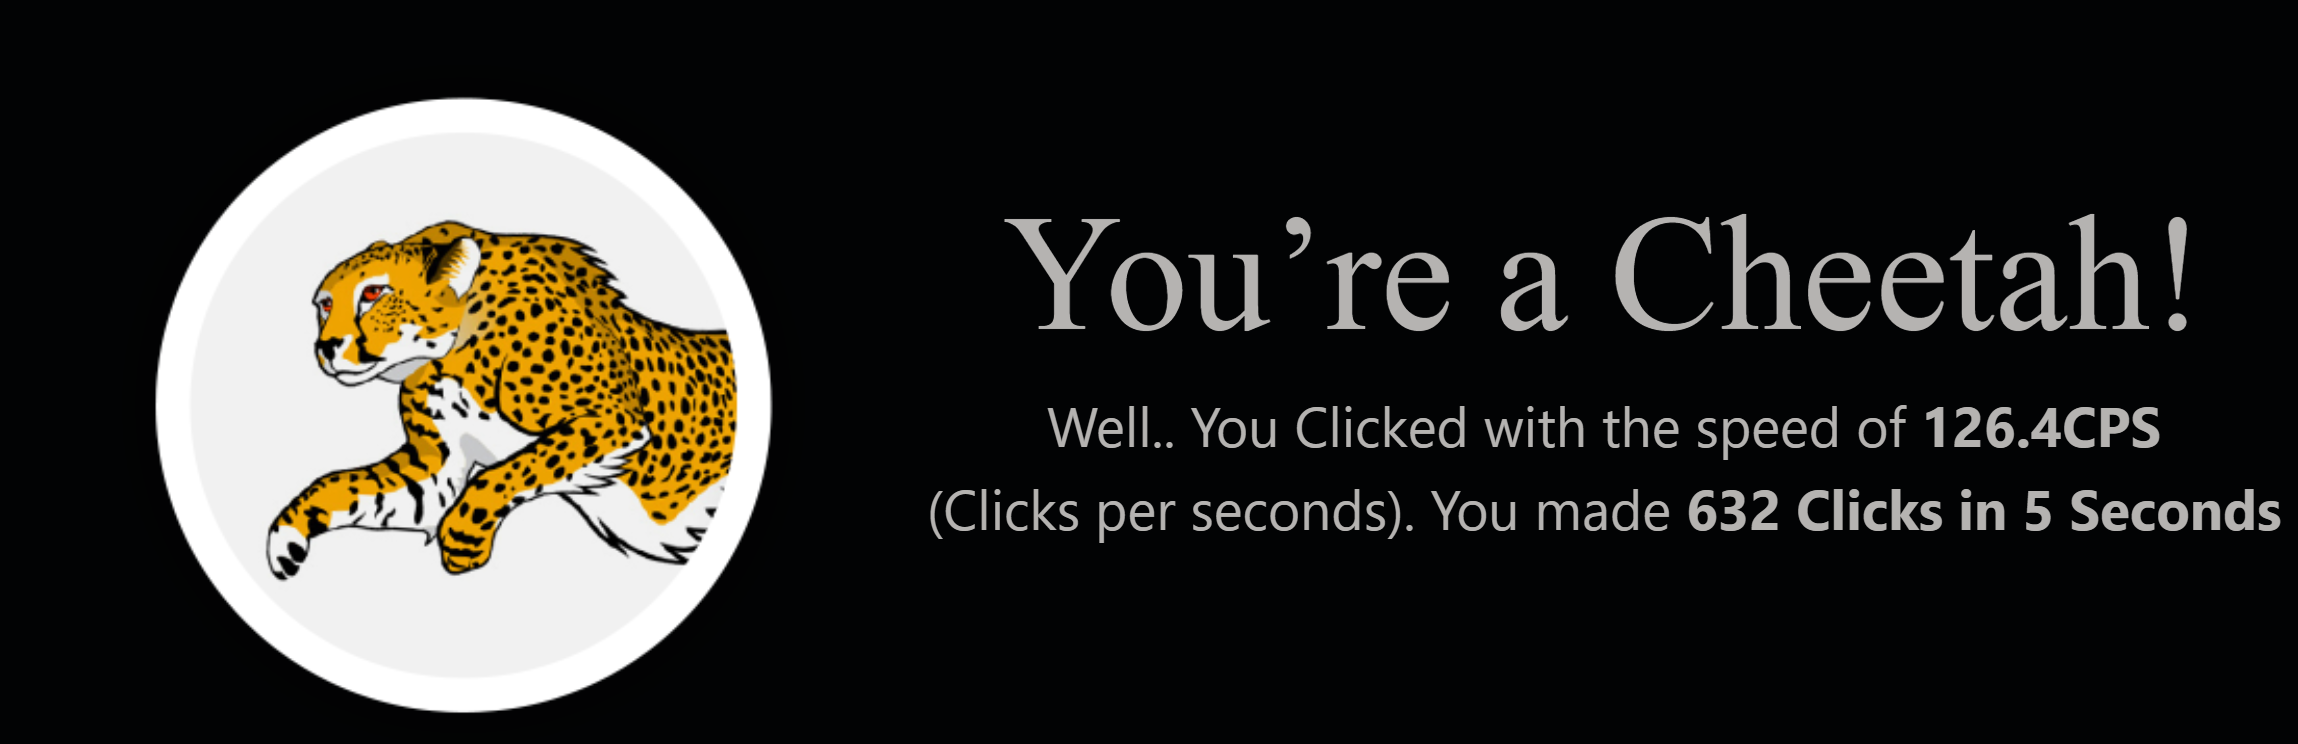 You’re a Cheetah!
Well.. You Clicked with the speed of 126.4CPS
(Clicks per seconds). You made 632 Clicks in 5 Seconds